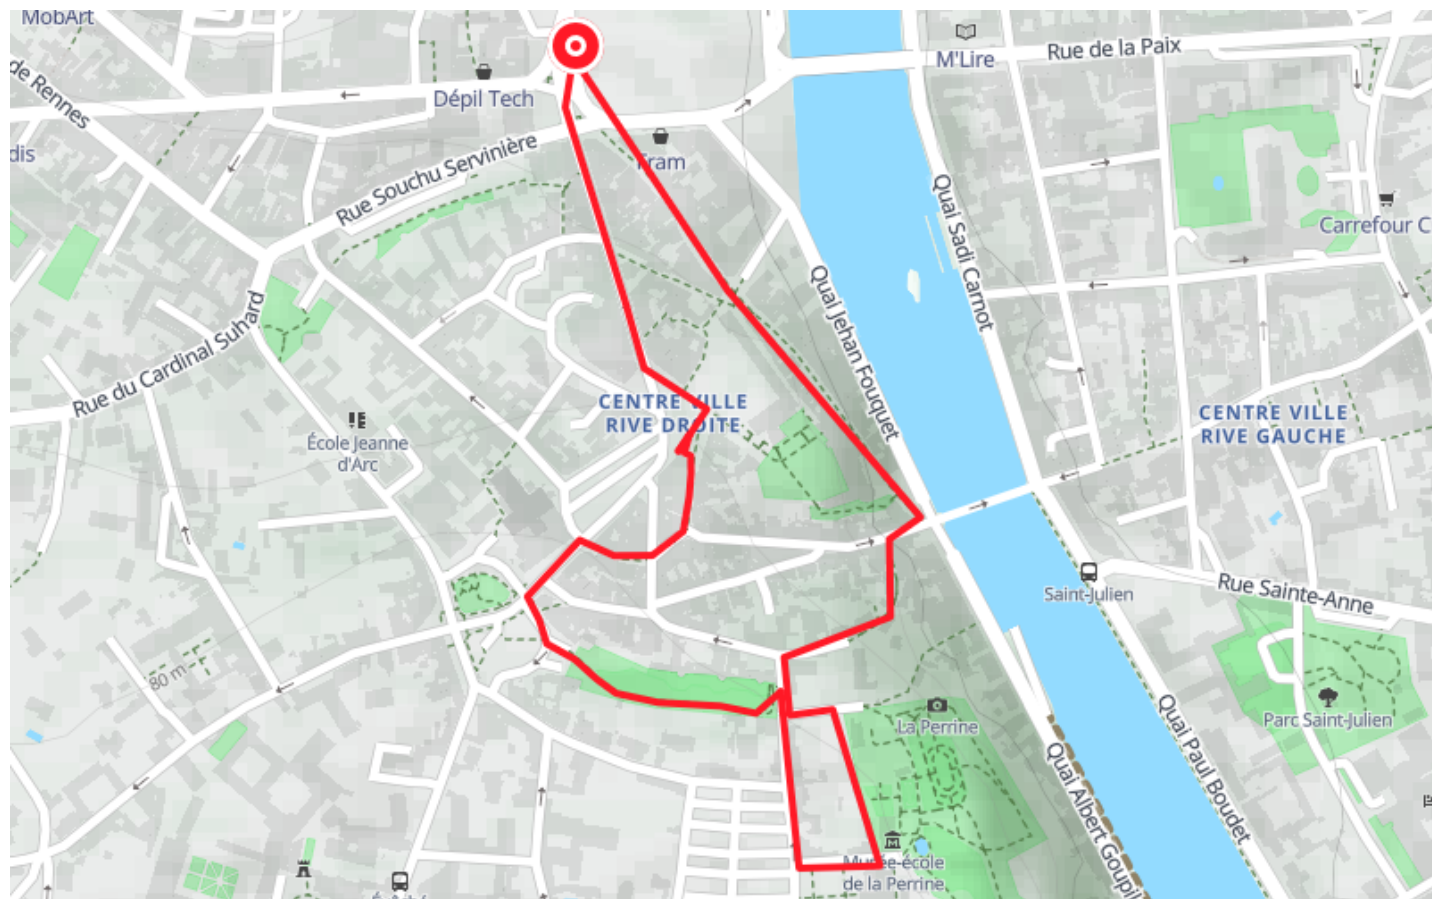 MobArt
de Rennes
dis
Dépil Tech
Rue Souchu Servinière
Fram
M'Lire
Rue de la Paix
Quai Sadi Carnot
Carrefour C
Quai Jehan Fouquet
Rue du Cardinal Suhard
École Jeanne
d'Arc
CENTRE VILLE
RIVE DROITE
CENTRE VILLE
RIVE GAUCHE
Saint-Julien
Rue Sainte-Anne
80 m
La Perrine
Parc Saint-Julien
Quai Paul Boudet
Quai Albert Goupil
Musée-école
de la Perrine